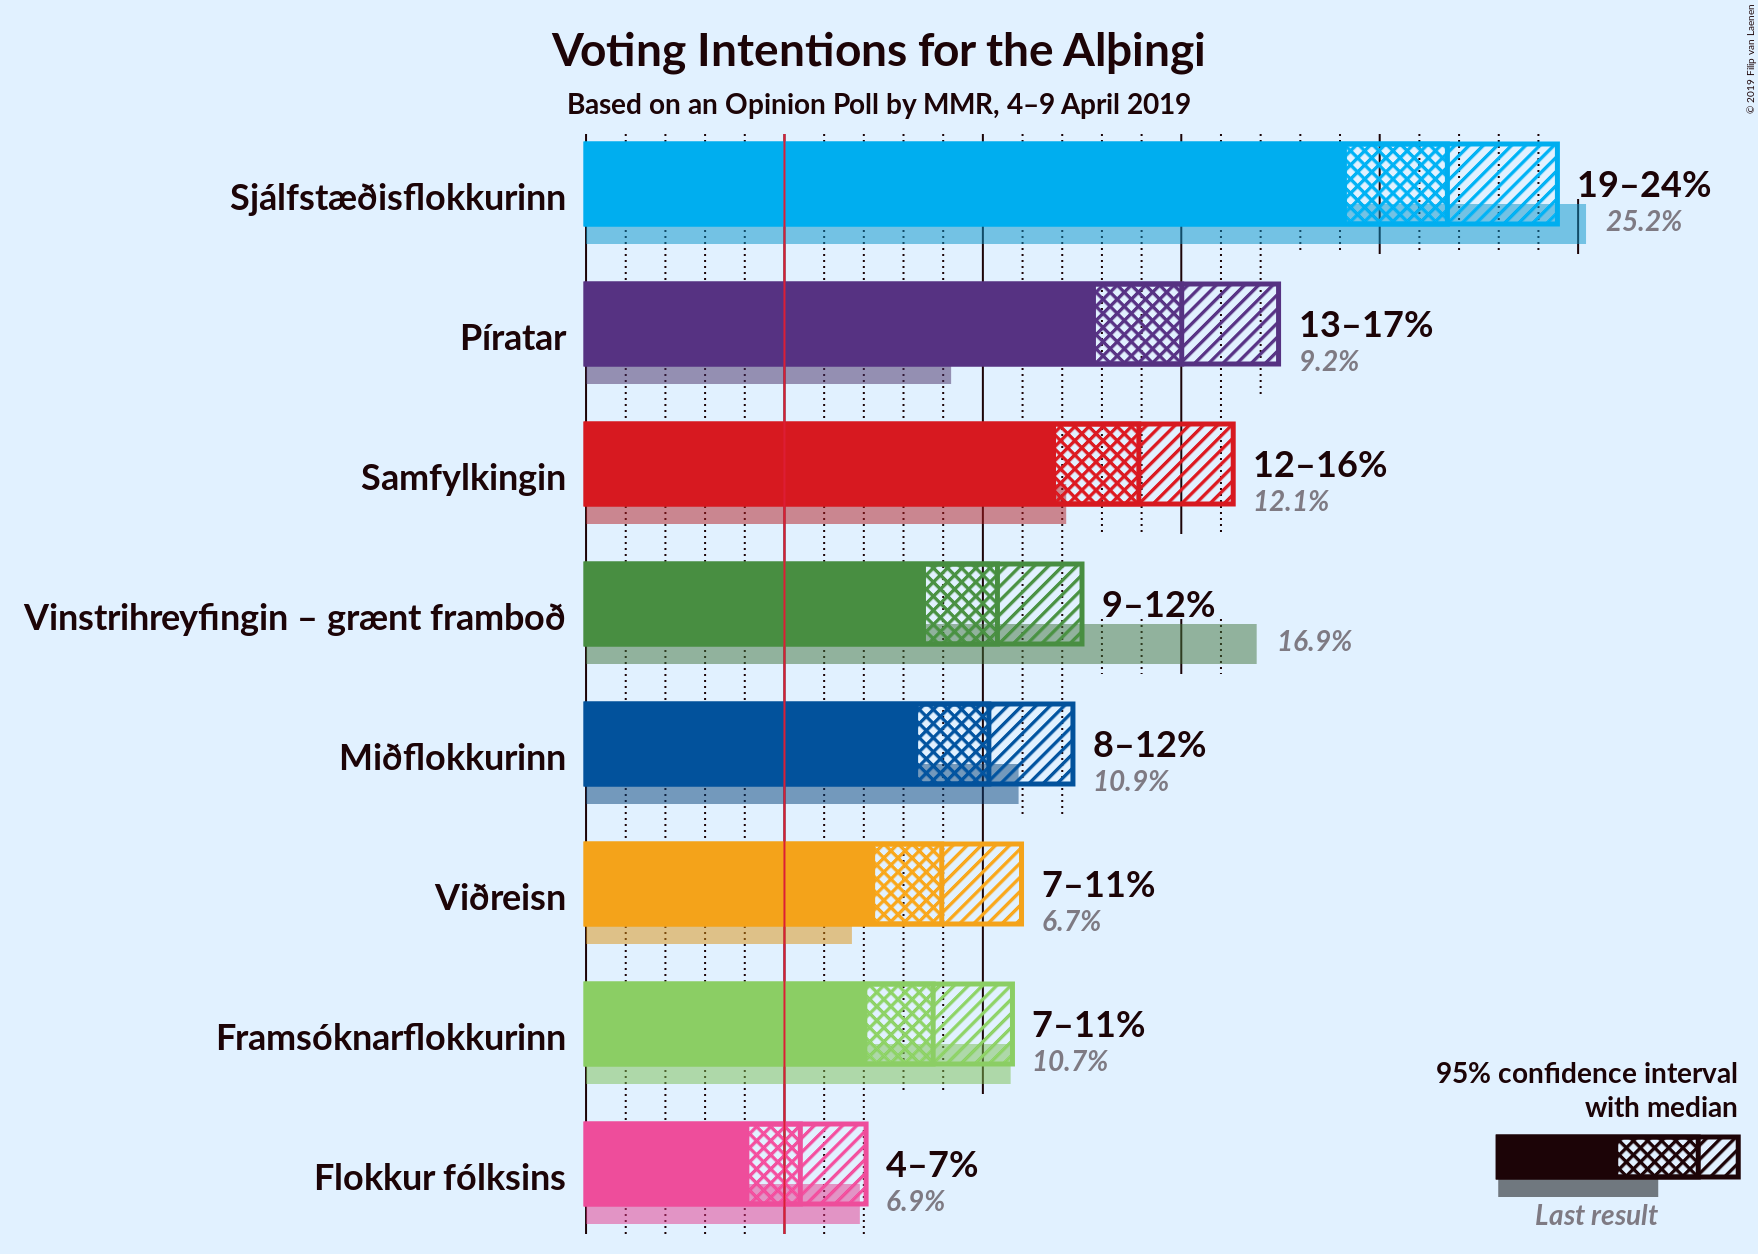 Voting Intentions for the Alþingi
Based on an Opinion Poll by MMR, 4–9 April 2019
© 2019 Filip van Laenen
Sjálfstæðisflokkurinn
19–24%
25.2%
Píratar
13–17%
9.2%
Samfylkingin
12–16%
12.1%
Vinstrihreyfingin – grænt framboð
9–12%
16.9%
Miðflokkurinn
8–12%
10.9%
Viðreisn
7–11%
6.7%
Framsóknarflokkurinn
7–11%
10.7%
Flokkur fólksins
4–7%
6.9%
95% confidence interval
with median
Last result